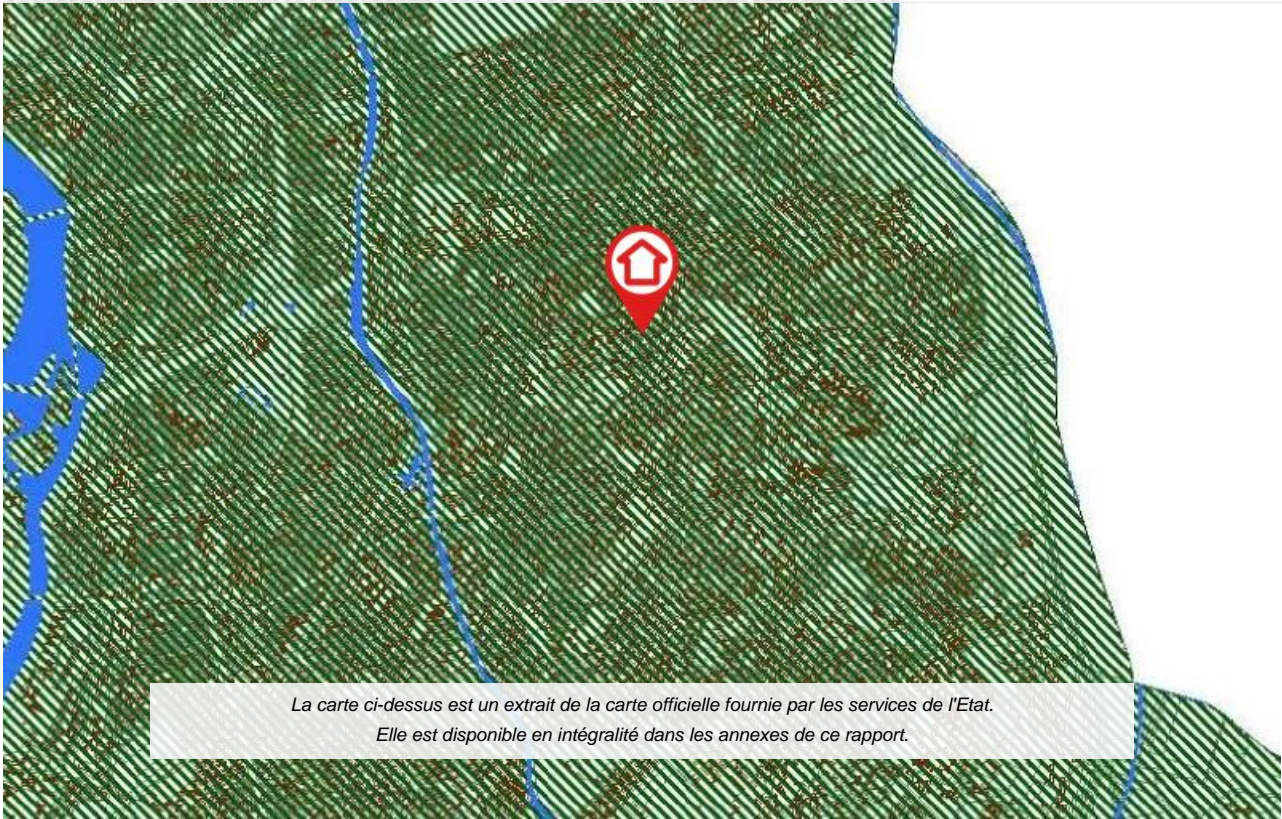 La carte ci-dessus est un extrait de la carte officielle fournie par les services de l'Etat.
Elle est disponible en intégralité dans les annexes de ce rapport.